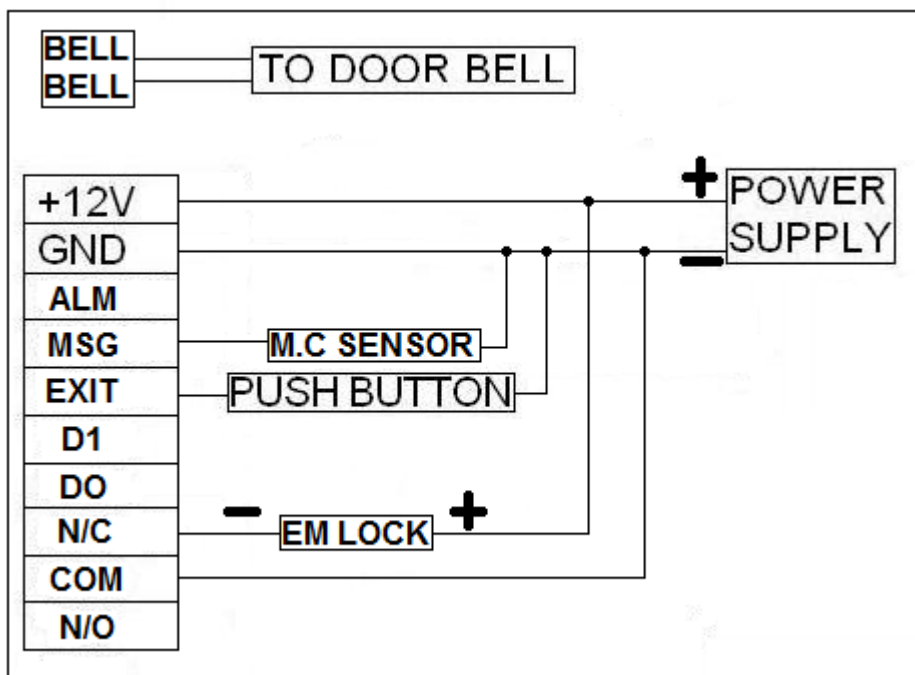 BELL
BELL
TO DOOR BELL
+12V
+
POWER
SUPPLY
GND
−
ALM
MSG
M.C SENSOR
EXIT
PUSH BUTTON
D1
DO
N/C
−
EM LOCK
+
COM
N/O